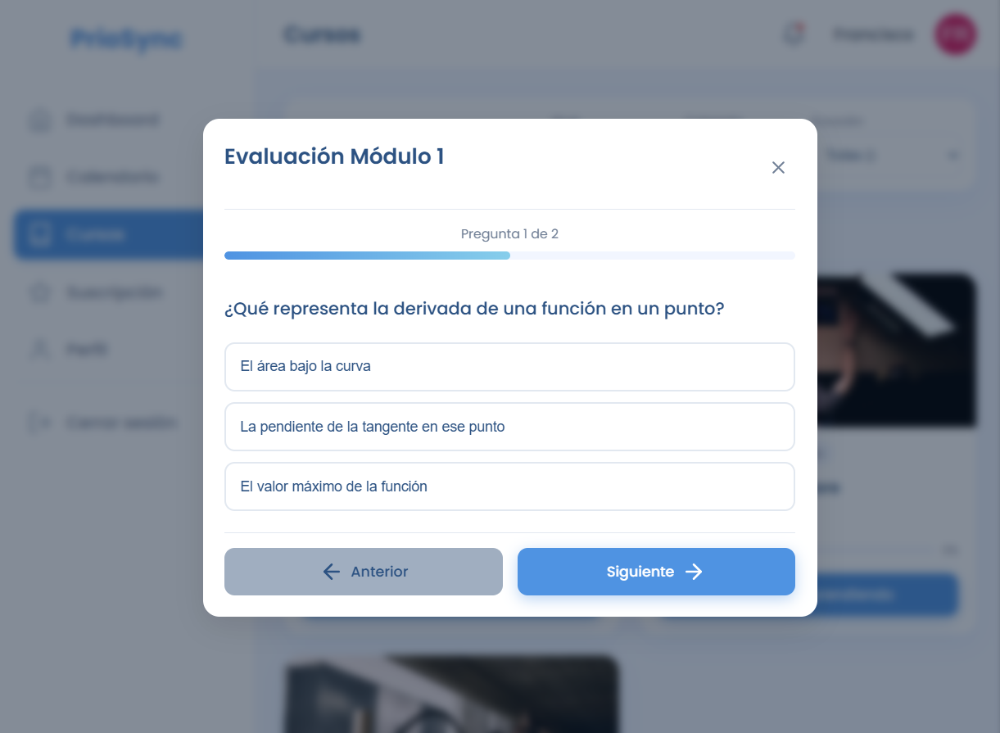 PrioSync
Cursos
Francisco
Dashboard
Calendario
Cursos
Suscripción
Perfil
Cerrar sesión
Evaluación Módulo 1
Pregunta 1 de 2
¿Qué representa la derivada de una función en un punto?
El área bajo la curva
La pendiente de la tangente en ese punto
El valor máximo de la función
Anterior
Siguiente